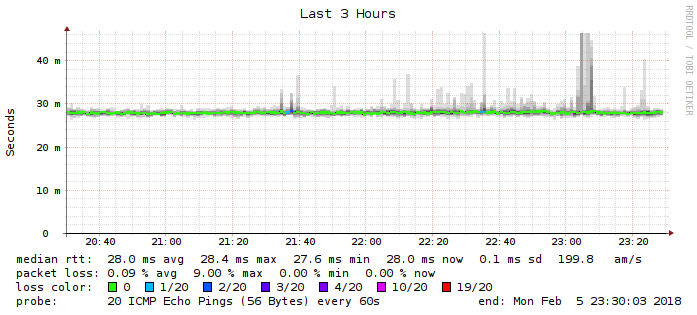 Last 3 Hours
RRDTOOL / TOBI OETIKER
Seconds
40 m
30 m
20 m
10 m
0
20:40 21:00 21:20 21:40 22:00 22:20 22:40 23:00 23:20
median rtt: 28.0 ms avg 28.4 ms max 27.6 ms min 28.0 ms now 0.1 ms sd 199.8 am/s
packet loss: 0.09 % avg 9.00 % max 0.00 % min 0.00 % now
loss color: 0 1/20 2/20 3/20 4/20 10/20 19/20
probe: 20 ICMP Echo Pings (56 Bytes) every 60s end: Mon Feb 5 23:30:03 2018